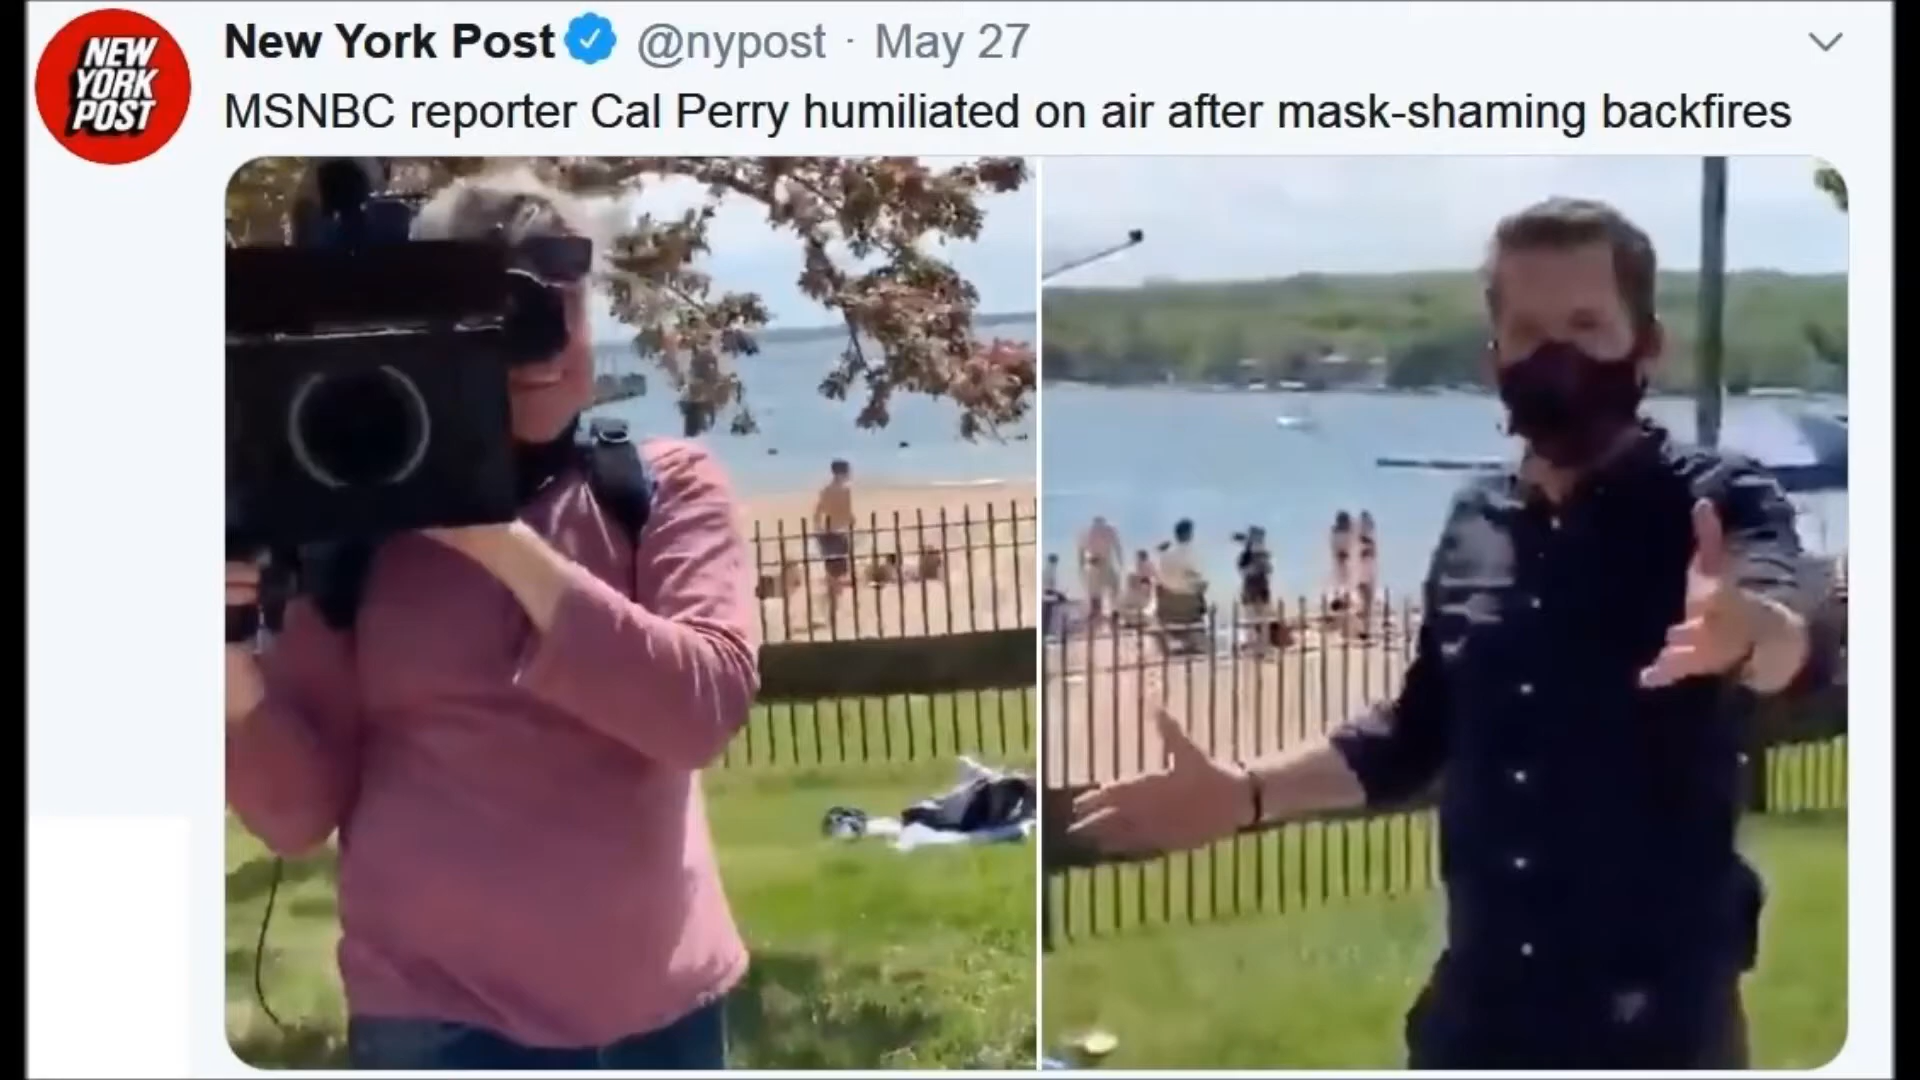 NEW
YORK
POST
New York Post @nypost · May 27
MSNBC reporter Cal Perry humiliated on air after mask-shaming backfires